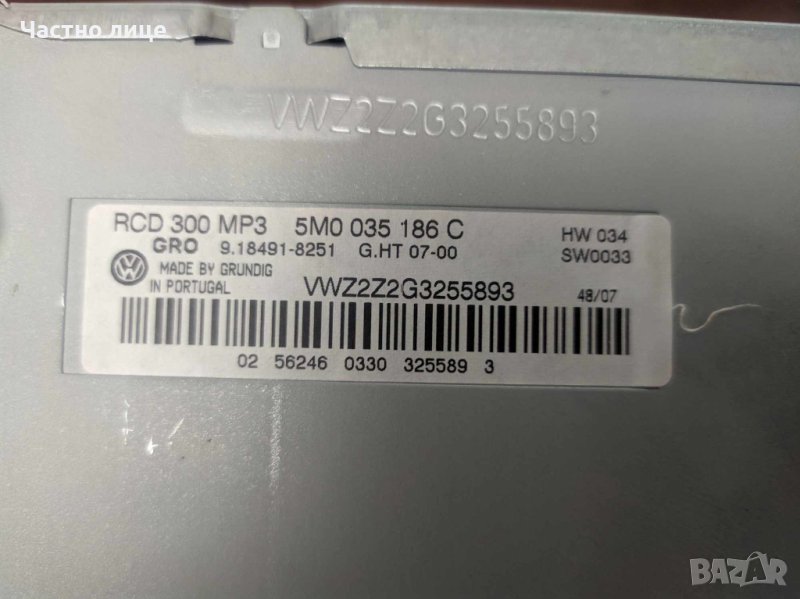 Частно лице
VWZ2Z2G3255893
RCD 300 MP3 5M0 035 186 C HW 034
GRO 9.18491-8251 G.HT 07-00 SW0033
MADE BY GRUNDIG
IN PORTUGAL VWZ2Z2G3255893 48/07
02 56246 0330 325589 3
BAZAR